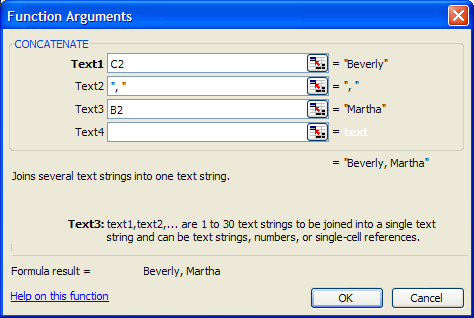 Function Arguments
CONCATENATE
Text1 C2 = "Beverly"
Text2 ", " = ", "
Text3 B2 = "Martha"
Text4 = text
= "Beverly, Martha"
Joins several text strings into one text string.
Text3: text1,text2,... are 1 to 30 text strings to be joined into a single text
string and can be text strings, numbers, or single-cell references.
Formula result = Beverly, Martha
Help on this function OK Cancel